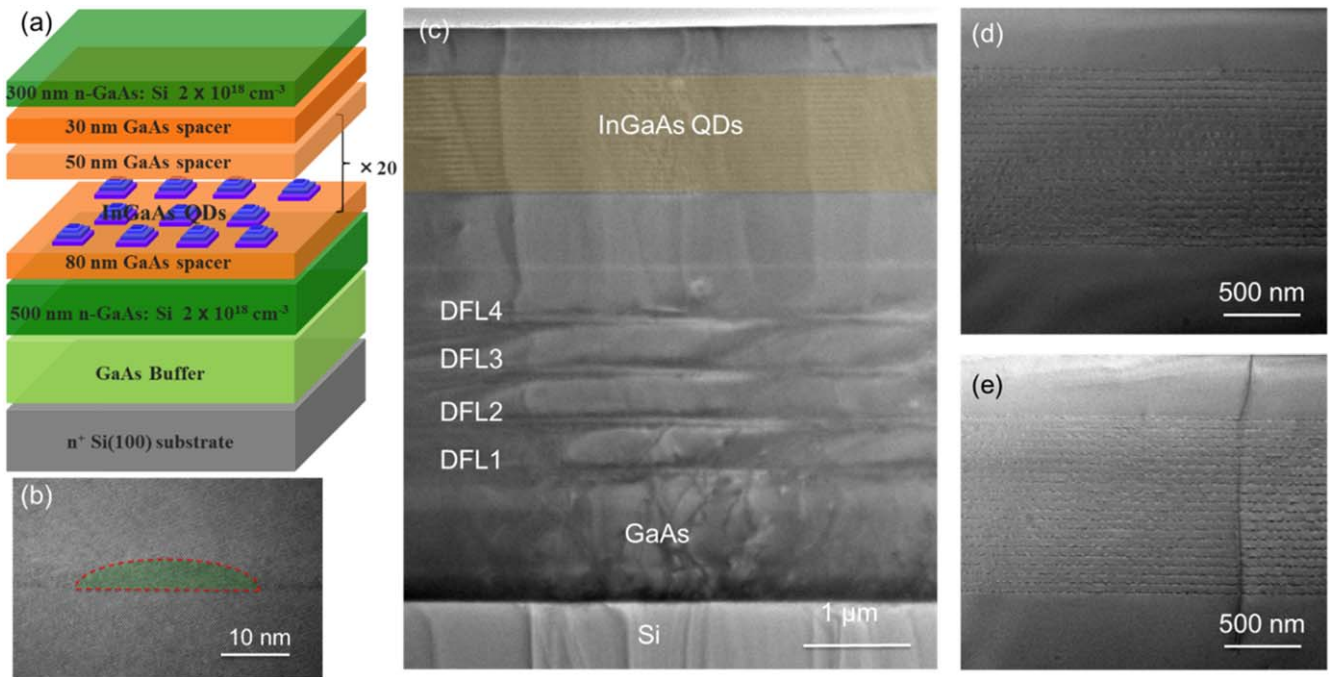 (a)
300 nm n-GaAs: Si 2 x 10¹⁸ cm⁻³
30 nm GaAs spacer
50 nm GaAs spacer
× 20
InGaAs QDs
80 nm GaAs spacer
500 nm n-GaAs: Si 2 x 10¹⁸ cm⁻³
GaAs Buffer
n⁺ Si(100) substrate
(b)
10 nm
(c)
InGaAs QDs
DFL4
DFL3
DFL2
DFL1
GaAs
1 μm
Si
(d)
500 nm
(e)
500 nm